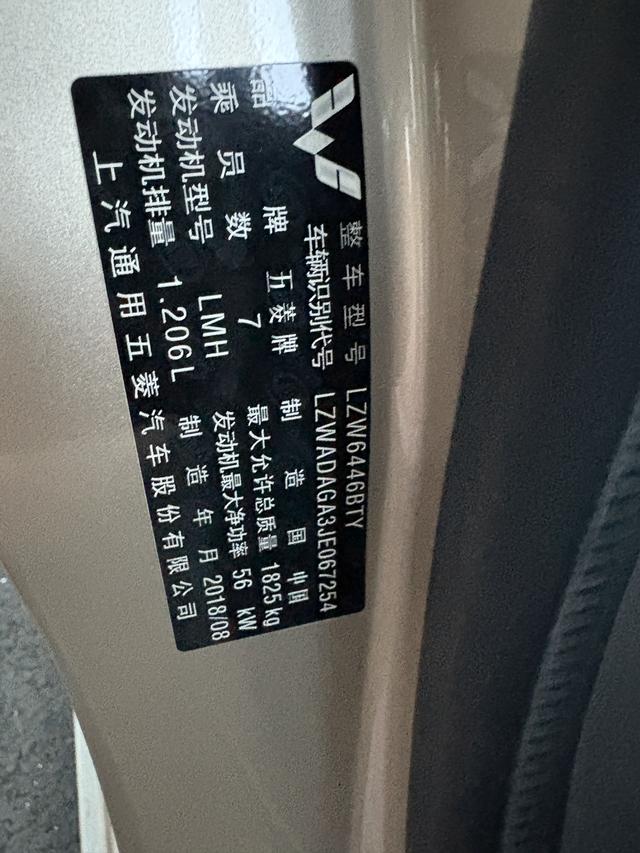 整车型号 LZW6446BTY
车辆识别代号 LZWADAGA3JE067254
品牌 五菱牌 制造国 中国
乘员数 7 最大允许总质量 1825 kg
发动机型号 LMH 发动机最大净功率 56 kW
发动机排量 1.206L 制造年月 2018/08
上汽通用五菱汽车股份有限公司